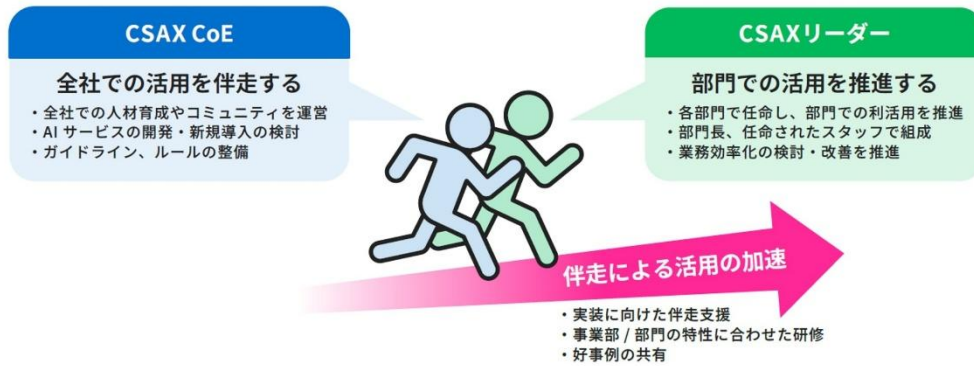 CSAX CoE
全社での活用を伴走する
・全社での人材育成やコミュニティを運営
・AI サービスの開発・新規導入の検討
・ガイドライン、ルールの整備
CSAXリーダー
部門での活用を推進する
・各部門で任命し、部門での利活用を推進
・部門長、任命されたスタッフで組成
・業務効率化の検討・改善を推進
伴走による活用の加速
・実装に向けた伴走支援
・事業部 / 部門の特性に合わせた研修
・好事例の共有